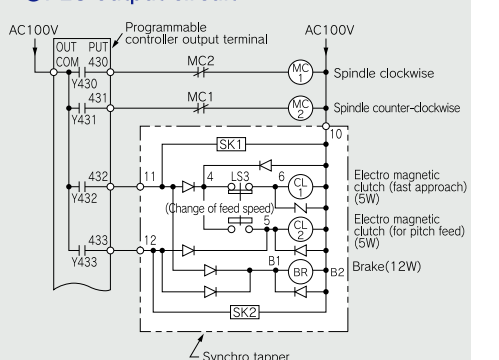 AC100V
Programmable
controller output terminal
AC100V
OUT PUT
COM 430
Y430
MC2
MC
1
Spindle clockwise
431
Y431
MC1
MC
2
Spindle counter-clockwise
10
SK1
432
Y432
11
4
LS3
6
CL
1
Electro magnetic
clutch (fast approach)
(5W)
(Change of feed speed)
5
CL
2
Electro magnetic
clutch (for pitch feed)
(5W)
433
Y433
12
B1
BR
B2
Brake(12W)
SK2
Synchro tapper